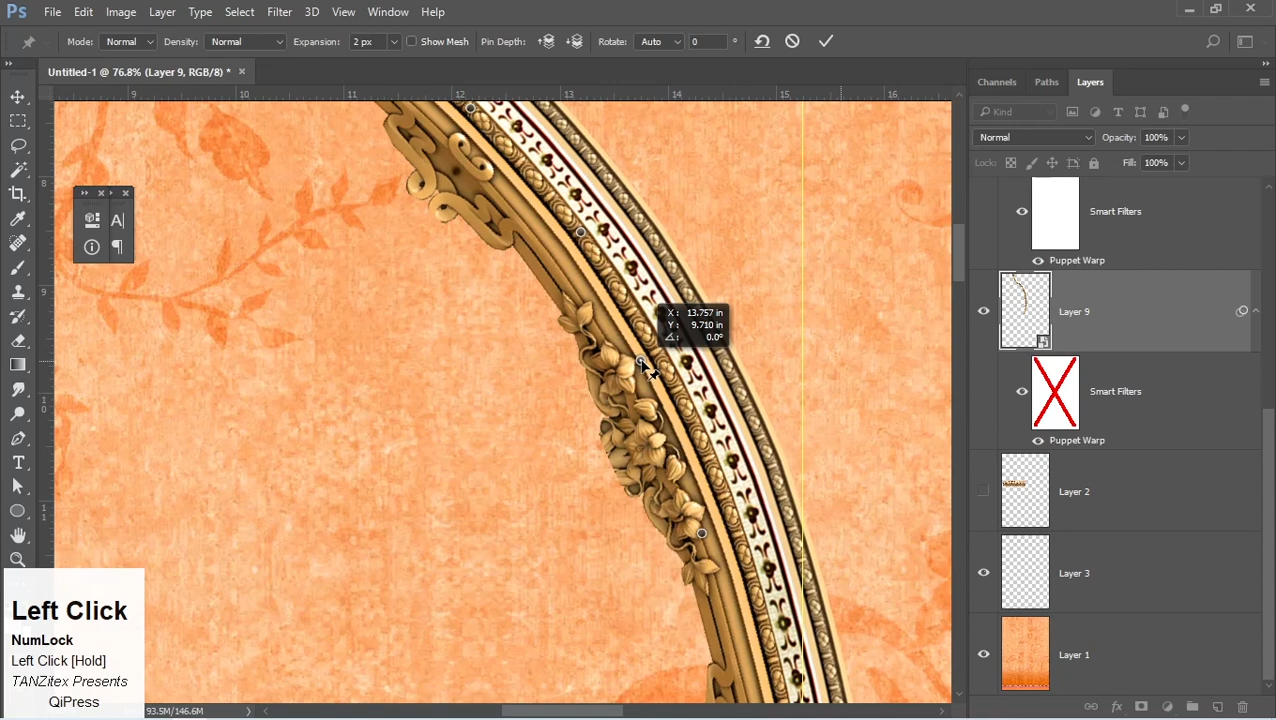 Ps File Edit Image Layer Type Select Filter 3D View Window Help
Mode: Normal Density: Normal Expansion: 2 px Show Mesh Pin Depth: Rotate: Auto 0 °
Untitled-1 @ 76.8% (Layer 9, RGB/8) * ×
Channels Paths Layers
9 10 11 12 13 14 15 16
Kind
Normal Opacity: 100%
Lock: Fill: 100%
8
Smart Filters
Puppet Warp
9
X: 13.757 in
Y: 9.710 in
0.0°
Layer 9
Smart Filters
10
Puppet Warp
Layer 2
11
Layer 3
Left Click
NumLock
Left Click [Hold]
TANZitex Presents
QiPress
Layer 1
93.5M/146.6M